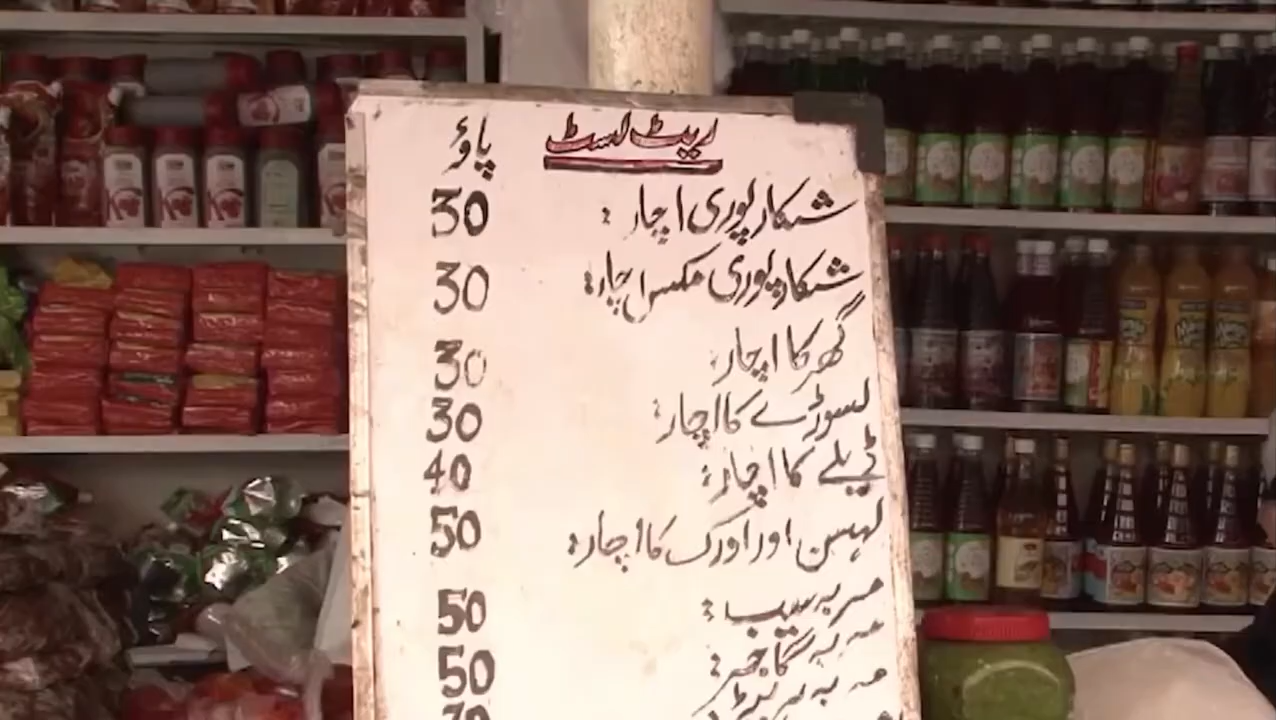 ریٹ لسٹ
پاؤ
شکارپوری اچار : 30
شکارپوری مکس اچار : 30
گھر کا اچار : 30
لسوڑے کا اچار : 30
ڈیلے کا اچار : 40
لہسن اور ادرک کا اچار : 50
مربہ سیب : 50
مربہ گاجر : 50